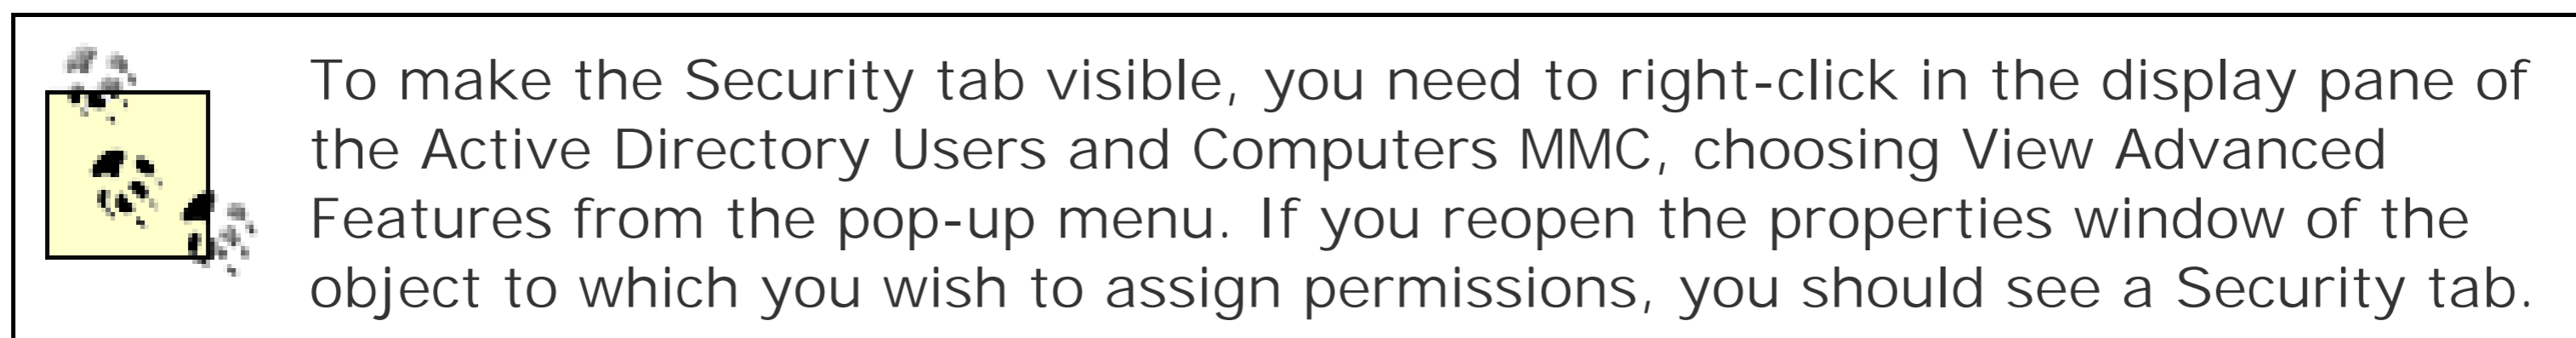 To make the Security tab visible, you need to right-click in the display pane of
the Active Directory Users and Computers MMC, choosing View Advanced
Features from the pop-up menu. If you reopen the properties window of the
object to which you wish to assign permissions, you should see a Security tab.